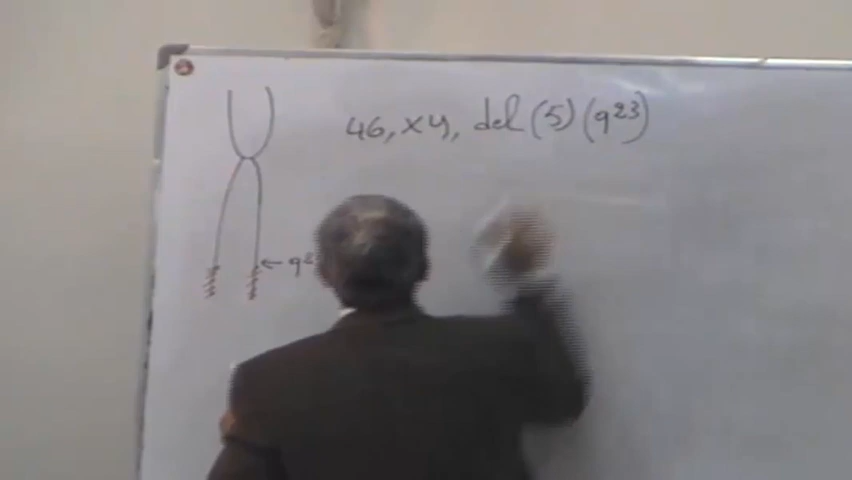 46, XY, del (5) (q23)
← q2